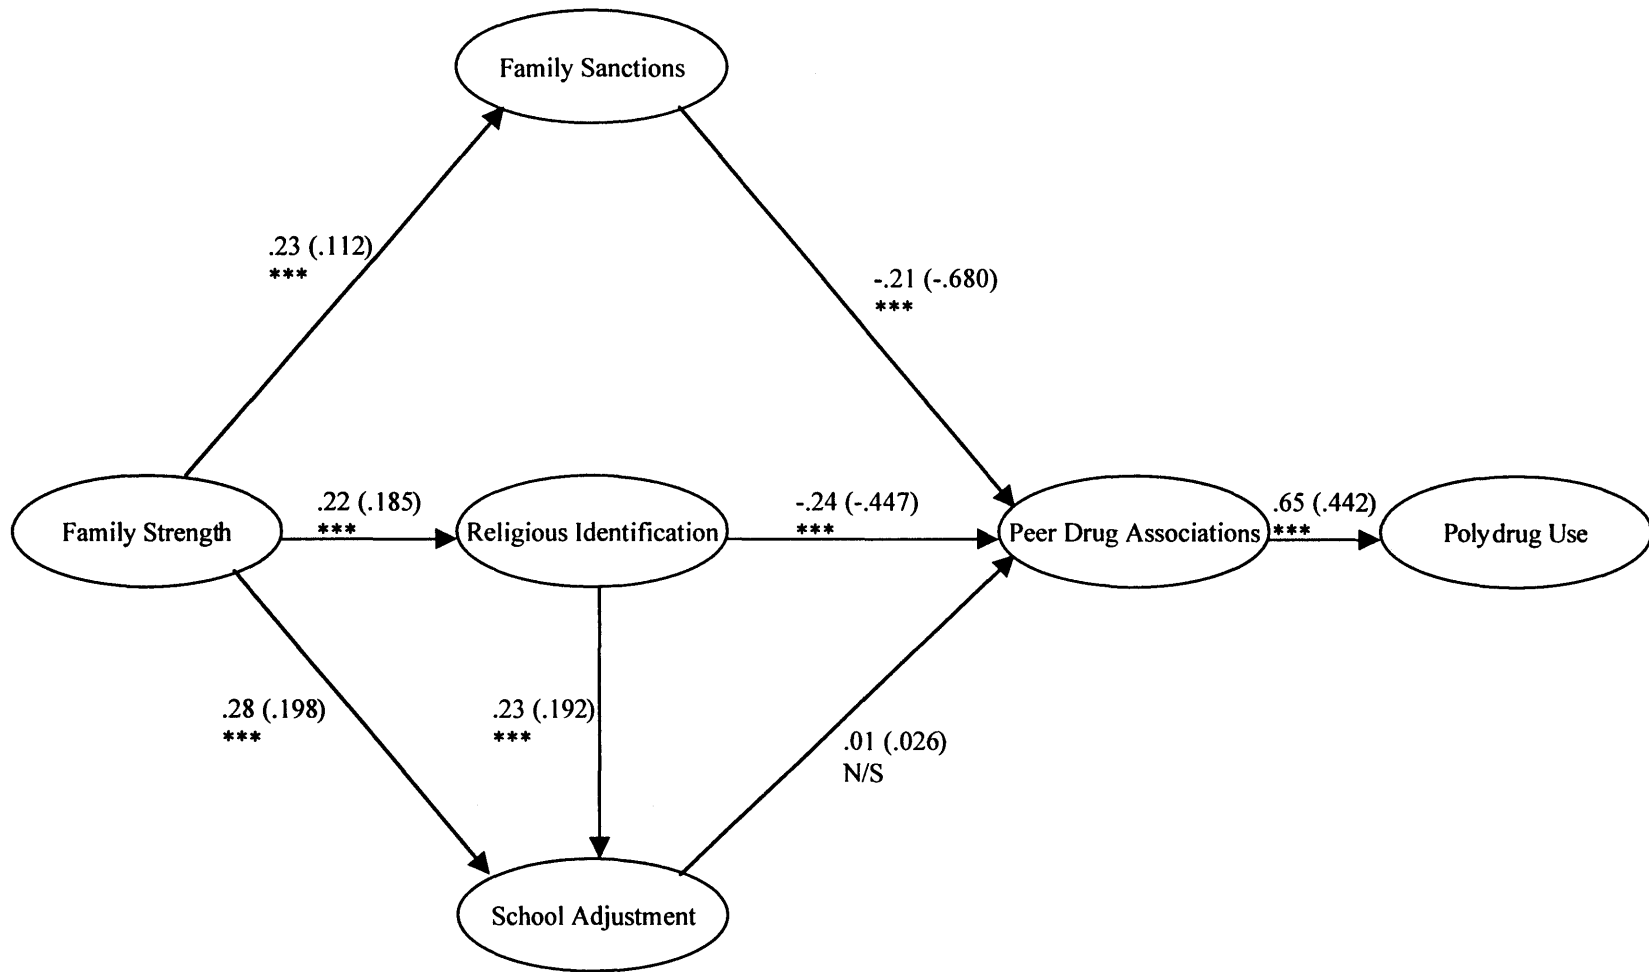 Family Sanctions
.23 (.112)
***
-.21 (-.680)
***
Family Strength
.22 (.185)
***
Religious Identification
-.24 (-.447)
***
Peer Drug Associations
.65 (.442)
***
Polydrug Use
.28 (.198)
***
.23 (.192)
***
.01 (.026)
N/S
School Adjustment